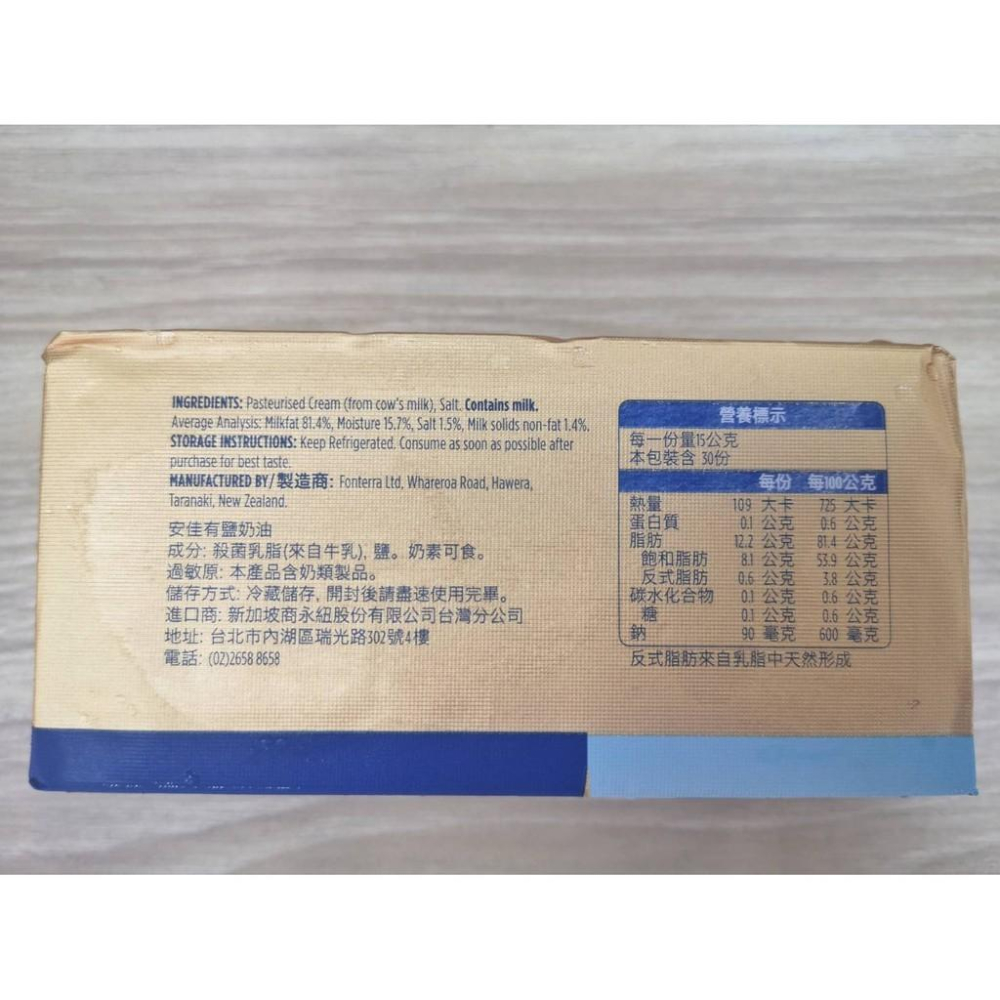 INGREDIENTS: Pasteurised Cream (from cow's milk), Salt. Contains milk.
Average Analysis: Milkfat 81.4%, Moisture 15.7%, Salt 1.5%, Milk solids non-fat 1.4%.
STORAGE INSTRUCTIONS: Keep Refrigerated. Consume as soon as possible after
purchase for best taste.
MANUFACTURED BY/製造商: Fonterra Ltd, Whareroa Road, Hawera,
Taranaki, New Zealand.
安佳有鹽奶油
成分: 殺菌乳脂(來自牛乳), 鹽。奶素可食。
過敏原: 本產品含奶類製品。
儲存方式: 冷藏儲存, 開封後請盡速使用完畢。
進口商: 新加坡商永紐股份有限公司台灣分公司
地址: 台北市內湖區瑞光路302號4樓
電話: (02)2658 8658
營養標示
每一份量15公克
本包裝含 30份
每份 每100公克
熱量 109 大卡 725 大卡
蛋白質 0.1 公克 0.6 公克
脂肪 12.2 公克 81.4 公克
飽和脂肪 8.1 公克 53.9 公克
反式脂肪 0.6 公克 3.8 公克
碳水化合物 0.1 公克 0.6 公克
糖 0.1 公克 0.6 公克
鈉 90 毫克 600 毫克
反式脂肪來自乳脂中天然形成